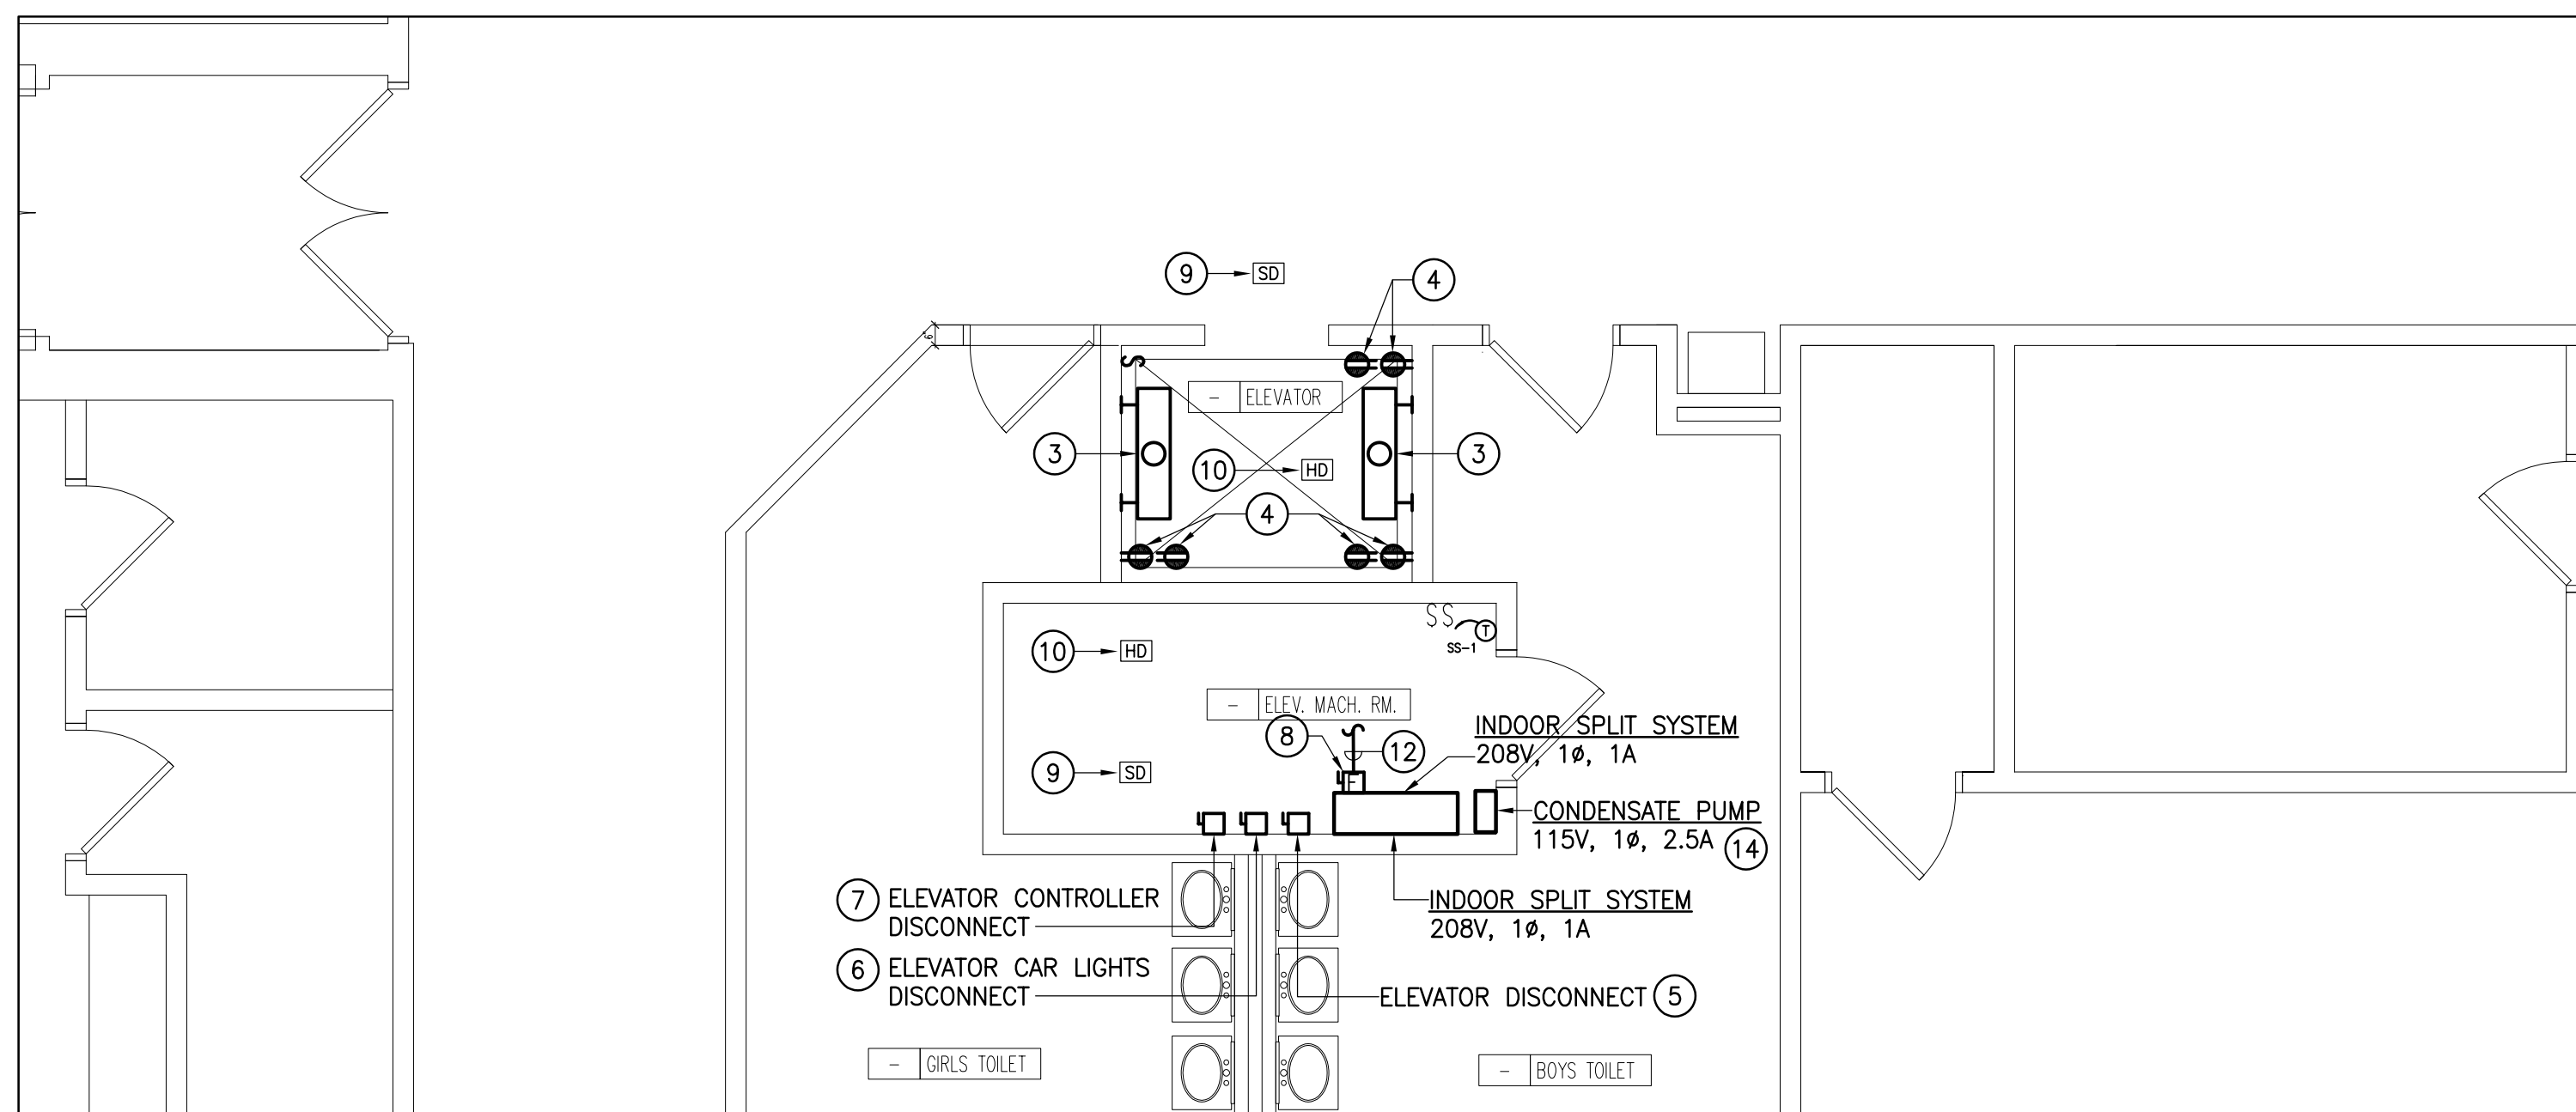 9
SD
4
6"
- ELEVATOR
3
10
HD
3
4
SS
T
SS-1
10
HD
- ELEV. MACH. RM.
8
12
INDOOR SPLIT SYSTEM
208V, 1ø, 1A
9
SD
CONDENSATE PUMP
115V, 1ø, 2.5A
14
7
ELEVATOR CONTROLLER
DISCONNECT
INDOOR SPLIT SYSTEM
208V, 1ø, 1A
6
ELEVATOR CAR LIGHTS
DISCONNECT
ELEVATOR DISCONNECT
5
- GIRLS TOILET
- BOYS TOILET